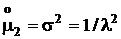 μ̊₂ = σ² = 1/λ²